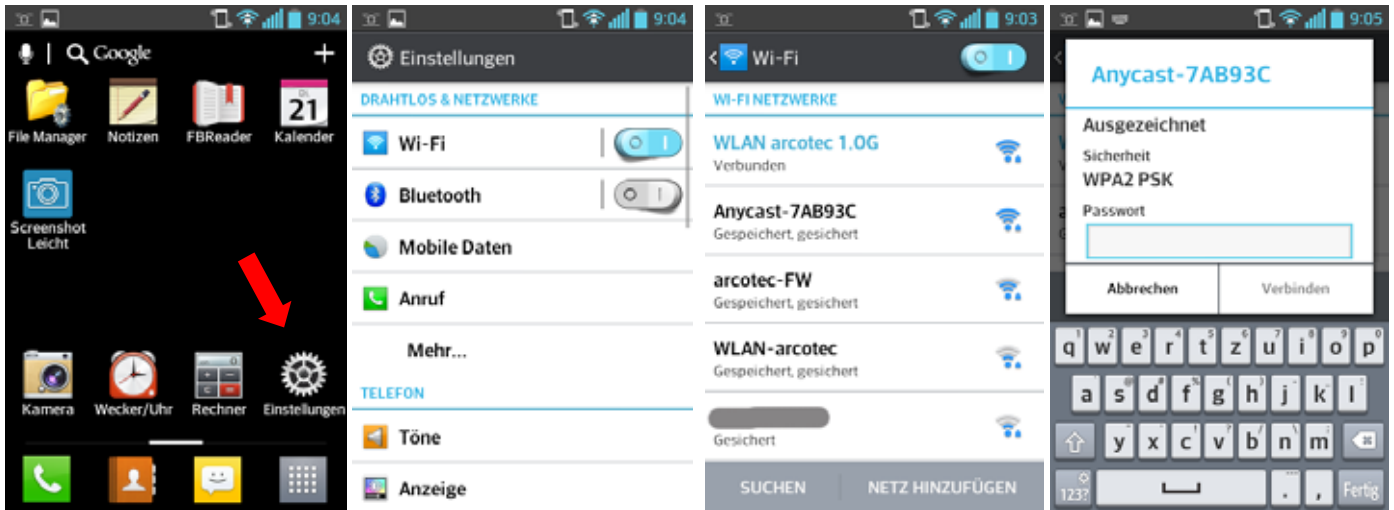 9:04
Google
Di.
21
File Manager
Notizen
FBReader
Kalender
Screenshot
Leicht
Kamera
Wecker/Uhr
Rechner
Einstellungen
9:04
Einstellungen
DRAHTLOS & NETZWERKE
Wi-Fi
Bluetooth
Mobile Daten
Anruf
Mehr...
TELEFON
Töne
Anzeige
9:03
Wi-Fi
WI-FI NETZWERKE
WLAN arcotec 1.0G
Verbunden
Anycast-7AB93C
Gespeichert, gesichert
arcotec-FW
Gespeichert, gesichert
WLAN-arcotec
Gespeichert, gesichert
Gesichert
SUCHEN
NETZ HINZUFÜGEN
9:05
Anycast-7AB93C
Ausgezeichnet
Sicherheit
WPA2 PSK
Passwort
Abbrechen
Verbinden
q w e r t z u i o p
a s d f g h j k l
y x c v b n m
123? . , Fertig